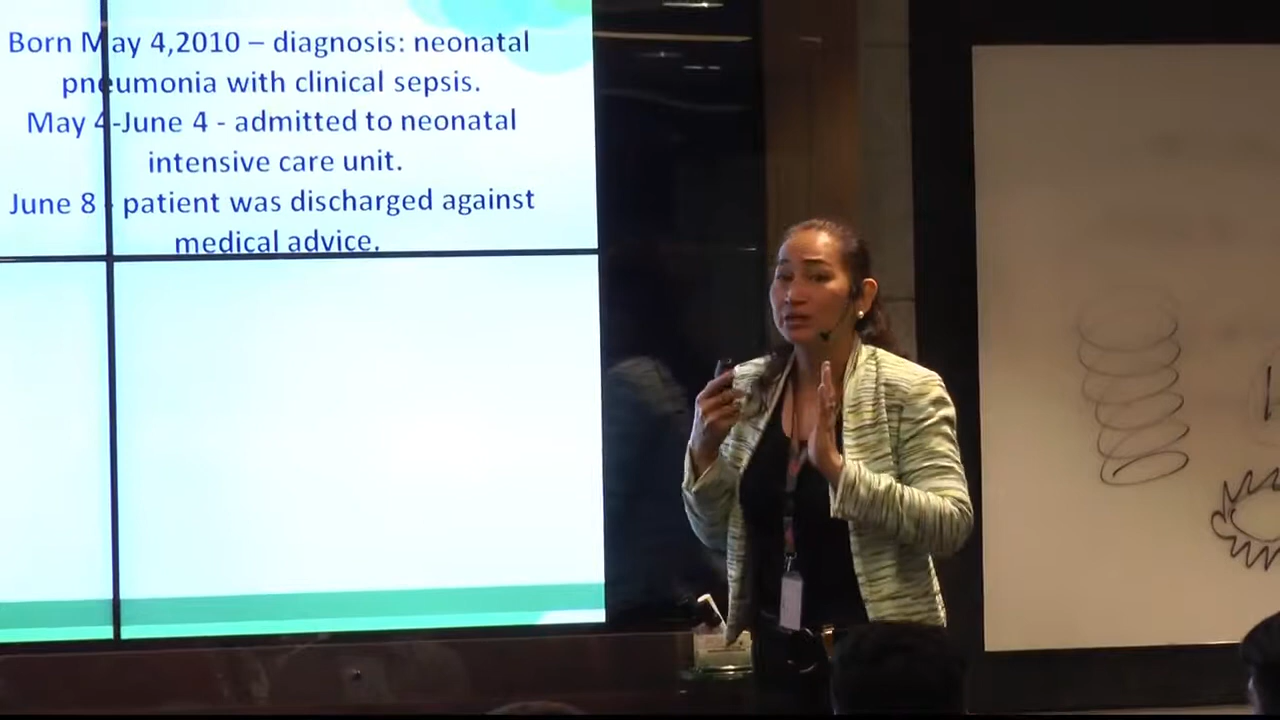 Born May 4,2010 – diagnosis: neonatal
pneumonia with clinical sepsis.
May 4-June 4 - admitted to neonatal
intensive care unit.
June 8 - patient was discharged against
medical advice.